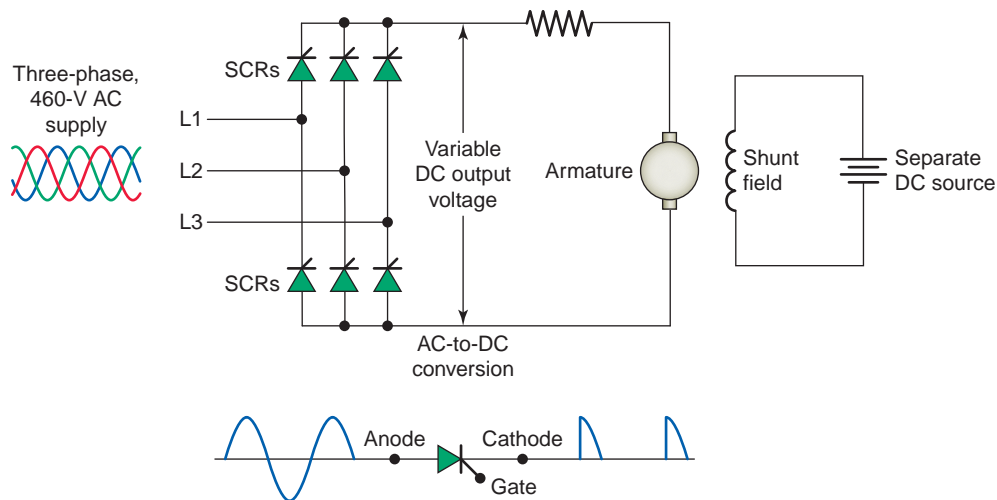 Three-phase,
460-V AC
supply
SCRs
L1
L2
L3
SCRs
Variable
DC output
voltage
Armature
Shunt
field
Separate
DC source
AC-to-DC
conversion
Anode
Cathode
Gate